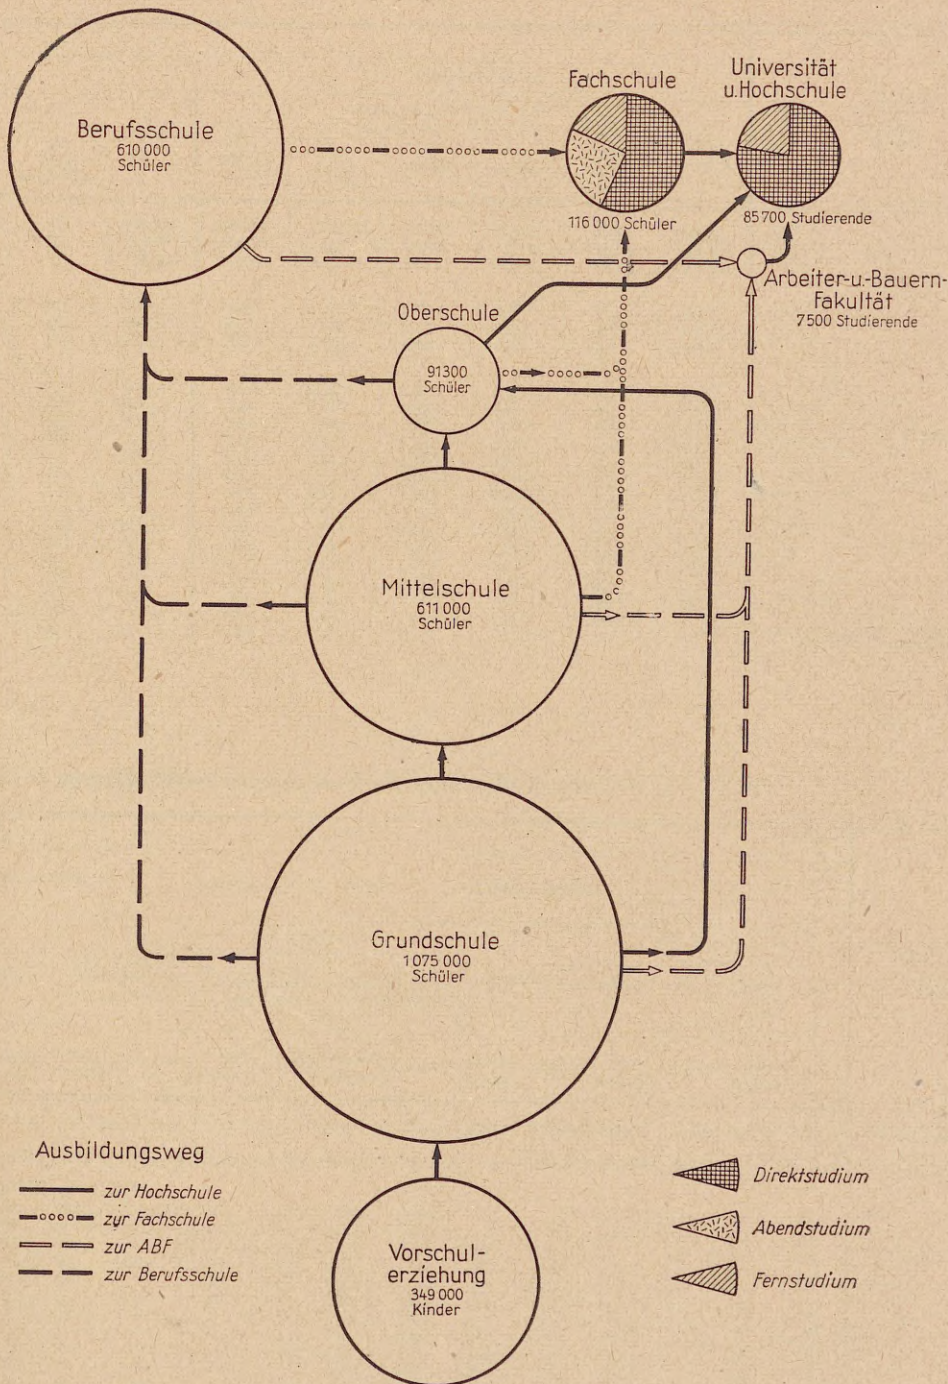 Berufsschule
610 000
Schüler
Fachschule
116 000 Schüler
Universität
u. Hochschule
85 700 Studierende
Arbeiter-u.-Bauern-
Fakultät
7500 Studierende
Oberschule
91 300
Schüler
Mittelschule
611 000
Schüler
Grundschule
1 075 000
Schüler
Vorschul-
erziehung
349 000
Kinder
Ausbildungsweg
zur Hochschule
zur Fachschule
zur ABF
zur Berufsschule
Direktstudium
Abendstudium
Fernstudium